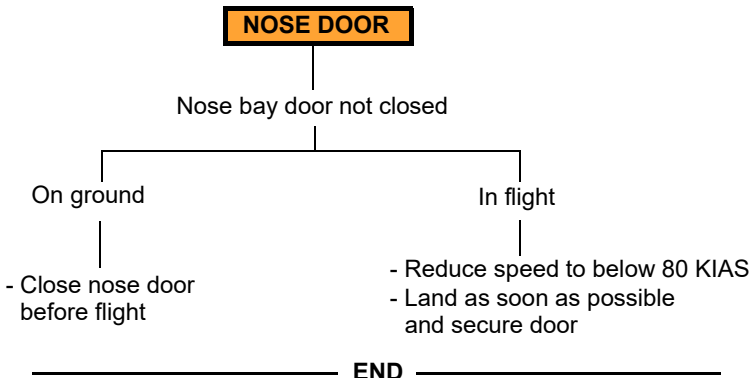 NOSE DOOR
Nose bay door not closed
On ground
In flight
- Close nose door
before flight
- Reduce speed to below 80 KIAS
- Land as soon as possible
and secure door
END